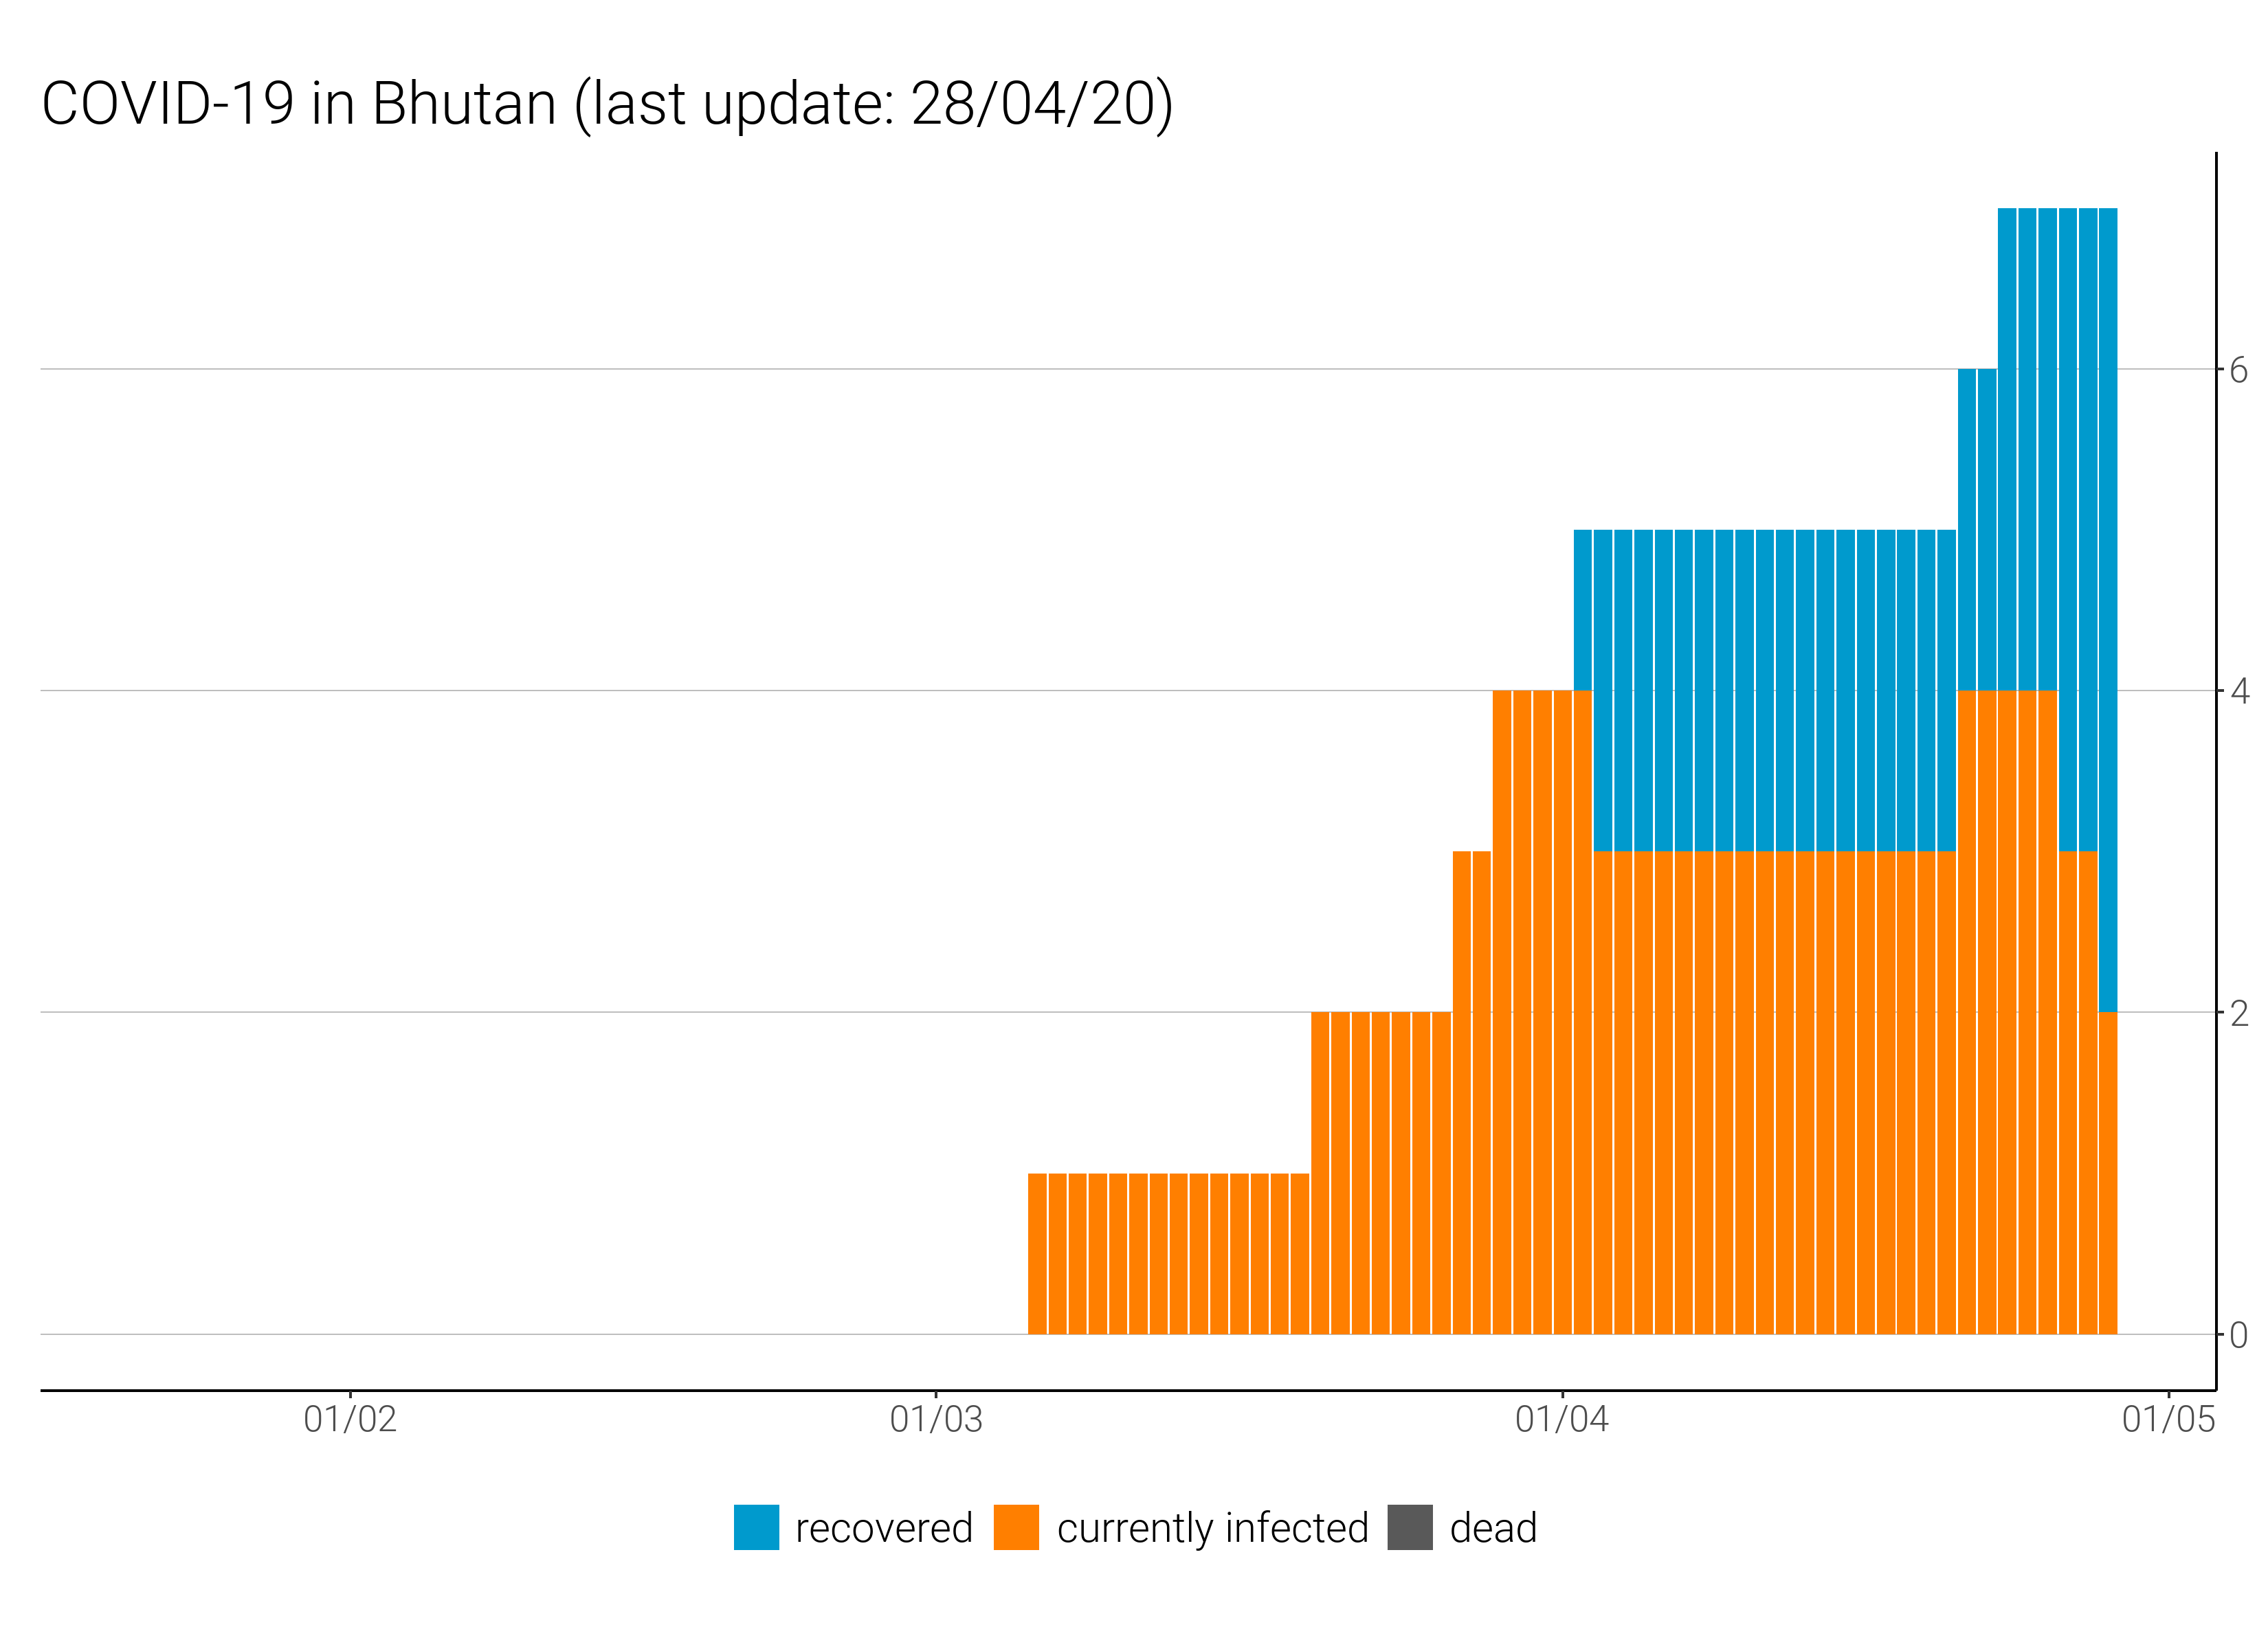 COVID-19 in Bhutan (last update: 28/04/20)
6
4
2
0
01/02 01/03 01/04 01/05
recovered currently infected dead